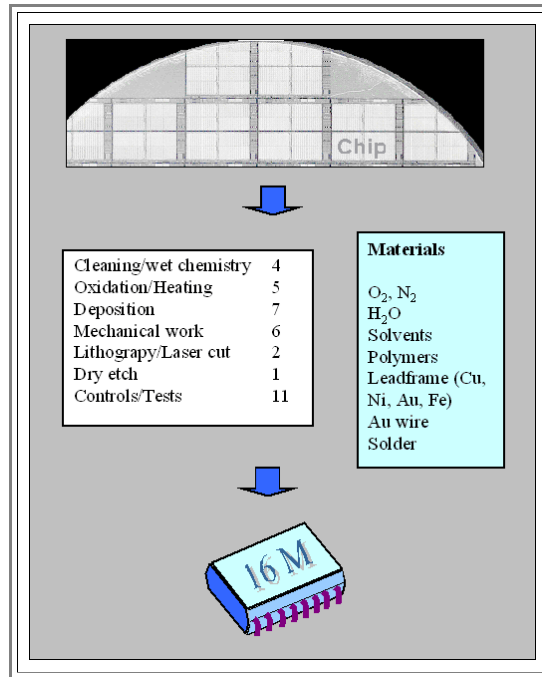 Chip
Cleaning/wet chemistry 4
Oxidation/Heating 5
Deposition 7
Mechanical work 6
Lithograpy/Laser cut 2
Dry etch 1
Controls/Tests 11
Materials
O₂, N₂
H₂O
Solvents
Polymers
Leadframe (Cu,
Ni, Au, Fe)
Au wire
Solder
16M